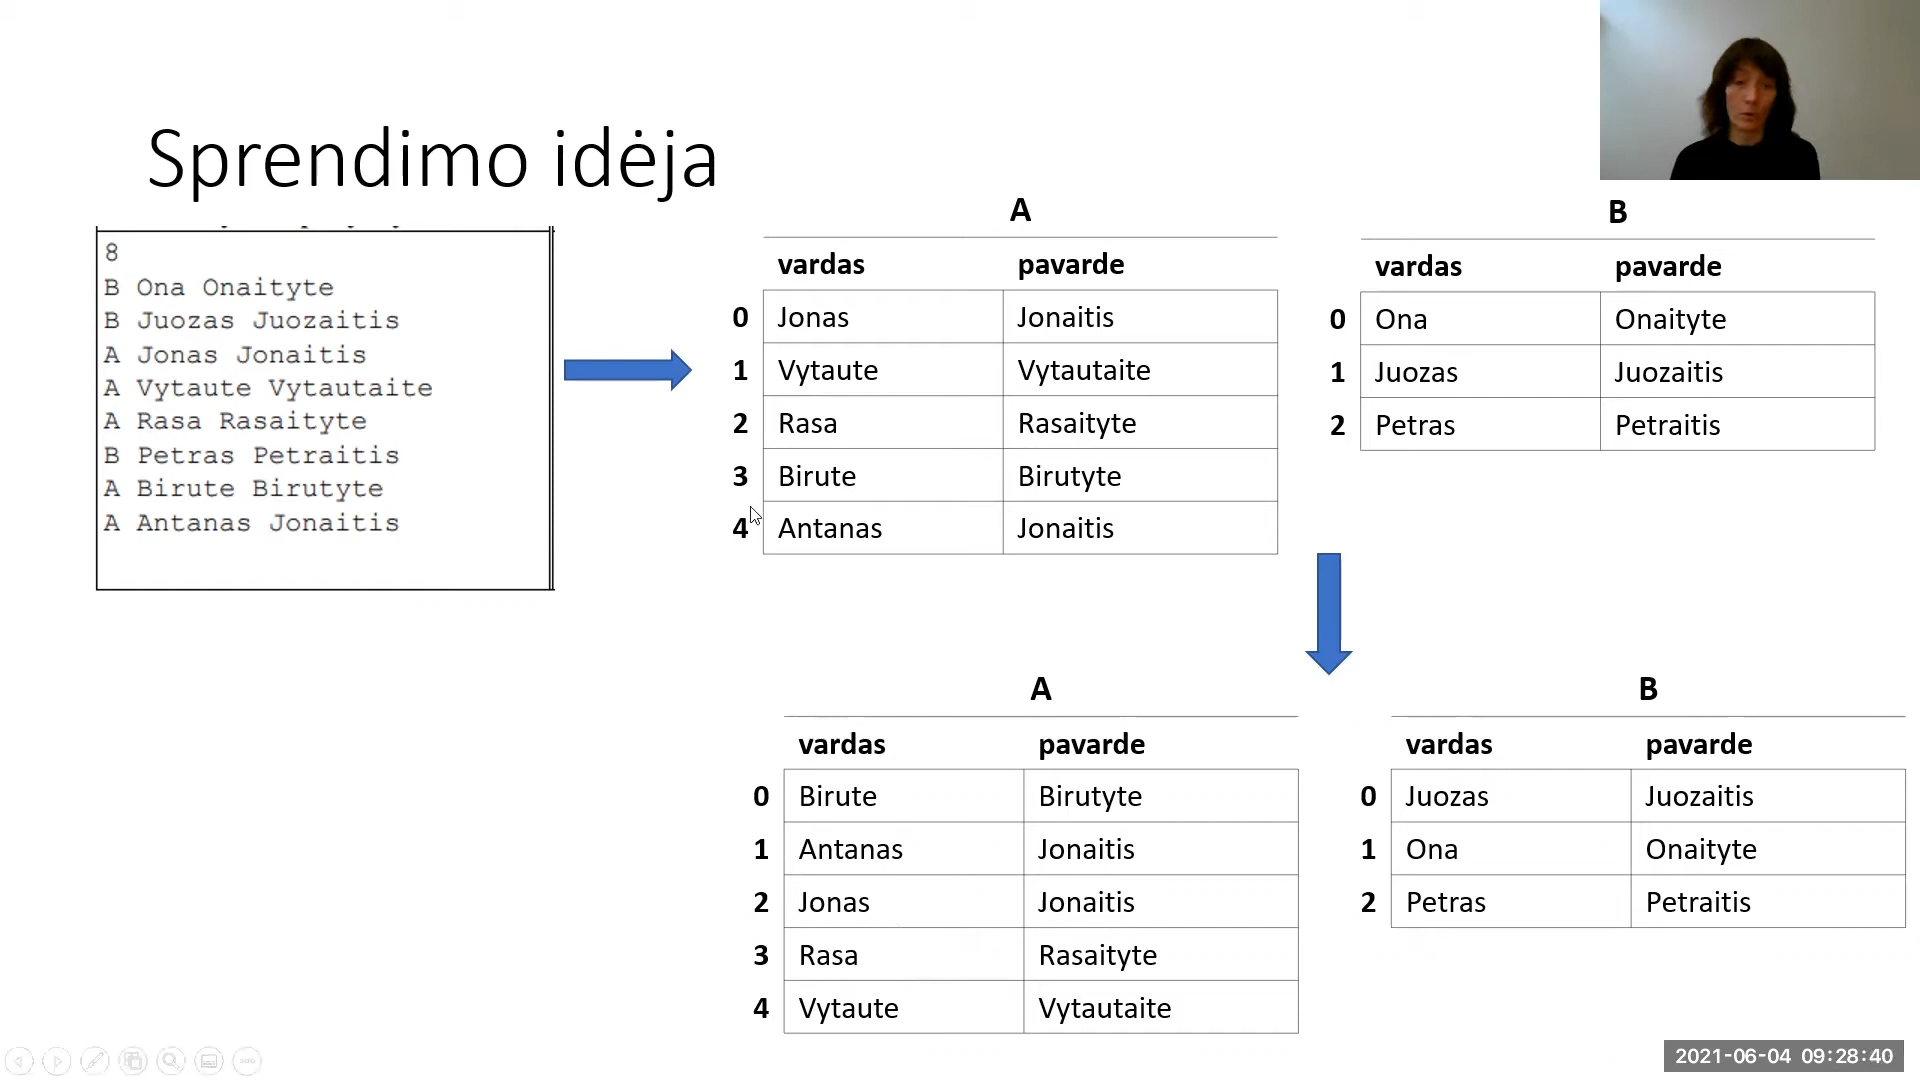 Sprendimo idėja
8
B Ona Onaityte
B Juozas Juozaitis
A Jonas Jonaitis
A Vytaute Vytautaite
A Rasa Rasaityte
B Petras Petraitis
A Birute Birutyte
A Antanas Jonaitis
A
vardas pavarde
0 Jonas Jonaitis
1 Vytaute Vytautaite
2 Rasa Rasaityte
3 Birute Birutyte
4 Antanas Jonaitis
B
vardas pavarde
0 Ona Onaityte
1 Juozas Juozaitis
2 Petras Petraitis
A
vardas pavarde
0 Birute Birutyte
1 Antanas Jonaitis
2 Jonas Jonaitis
3 Rasa Rasaityte
4 Vytaute Vytautaite
B
vardas pavarde
0 Juozas Juozaitis
1 Ona Onaityte
2 Petras Petraitis
2021-06-04 09:28:40